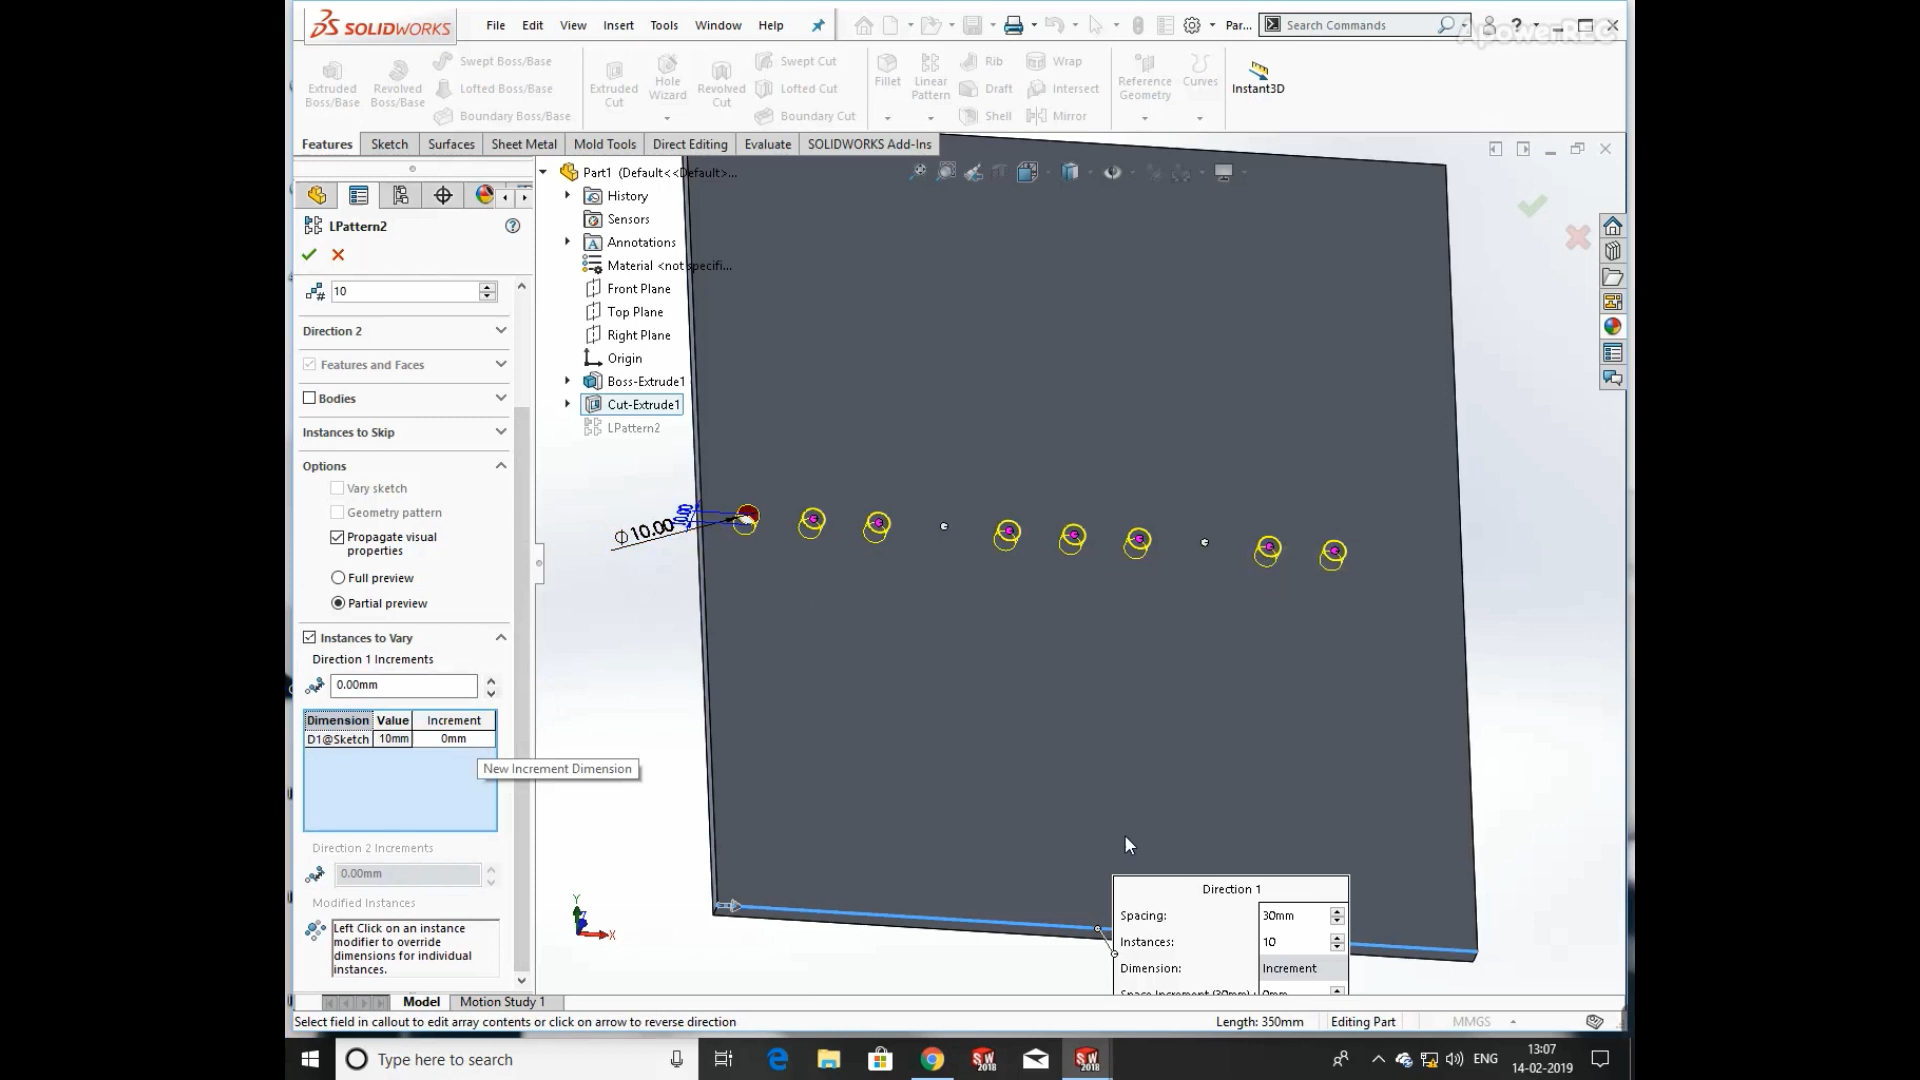 SOLIDWORKS File Edit View Insert Tools Window Help Par... Search Commands
ApowerREC
Extruded Boss/Base
Revolved Boss/Base
Swept Boss/Base
Lofted Boss/Base
Boundary Boss/Base
Extruded Cut
Hole Wizard
Revolved Cut
Swept Cut
Lofted Cut
Boundary Cut
Fillet
Linear Pattern
Rib
Draft
Shell
Wrap
Intersect
Mirror
Reference Geometry
Curves
Instant3D
Features Sketch Surfaces Sheet Metal Mold Tools Direct Editing Evaluate SOLIDWORKS Add-Ins
LPattern2
10
Direction 2
Features and Faces
Bodies
Instances to Skip
Options
Vary sketch
Geometry pattern
Propagate visual
properties
Full preview
Partial preview
Instances to Vary
Direction 1 Increments
0.00mm
Dimension Value Increment
D1@Sketch 10mm 0mm
New Increment Dimension
Direction 2 Increments
0.00mm
Modified Instances
Left Click on an instance
modifier to override
dimensions for individual
instances.
Part1 (Default<<Default>...
History
Sensors
Annotations
Material <not specifi...
Front Plane
Top Plane
Right Plane
Origin
Boss-Extrude1
Cut-Extrude1
LPattern2
Φ10.00
Y
X
Direction 1
Spacing: 30mm
Instances: 10
Dimension: Increment
Space Increment (30mm) : 0mm
Model Motion Study 1
Select field in callout to edit array contents or click on arrow to reverse direction Length: 350mm Editing Part MMGS
Type here to search
SW 2018
SW 2018
ENG
13:07
14-02-2019